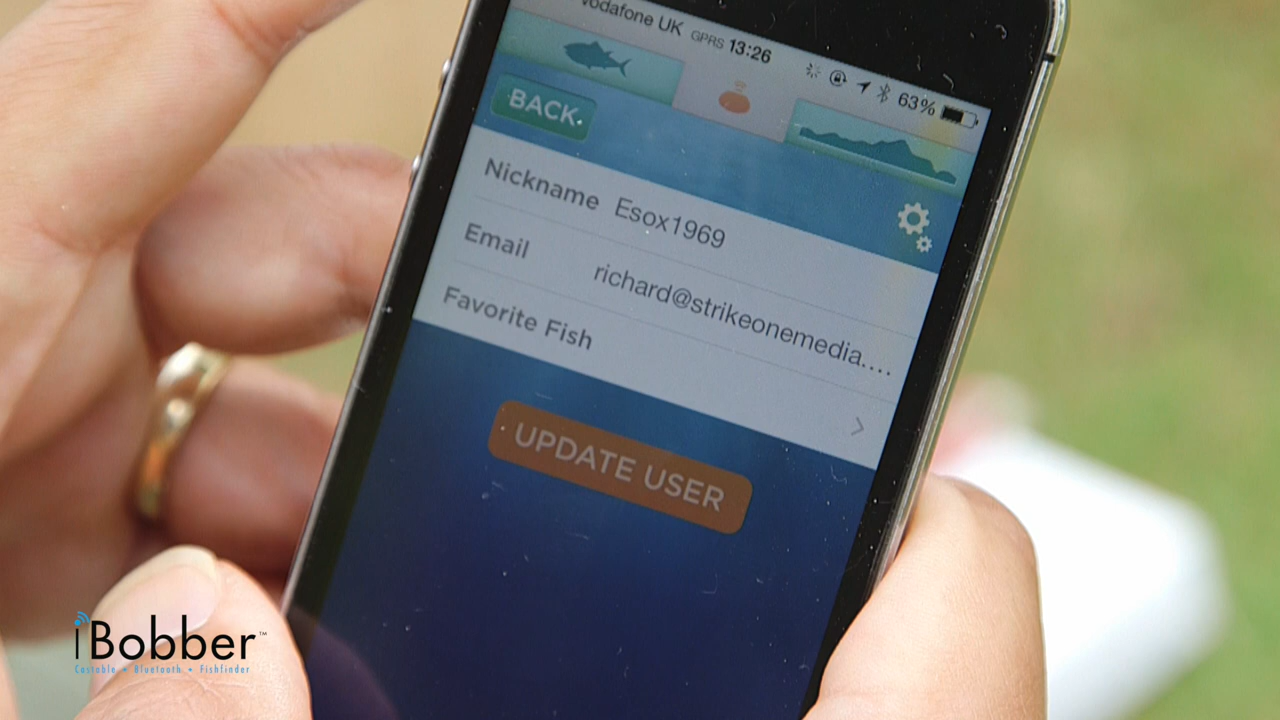 vodafone UK GPRS 13:26 63%
BACK
Nickname Esox1969
Email richard@strikeonemedia....
Favorite Fish
UPDATE USER
iBobber™
Castable • Bluetooth • Fishfinder